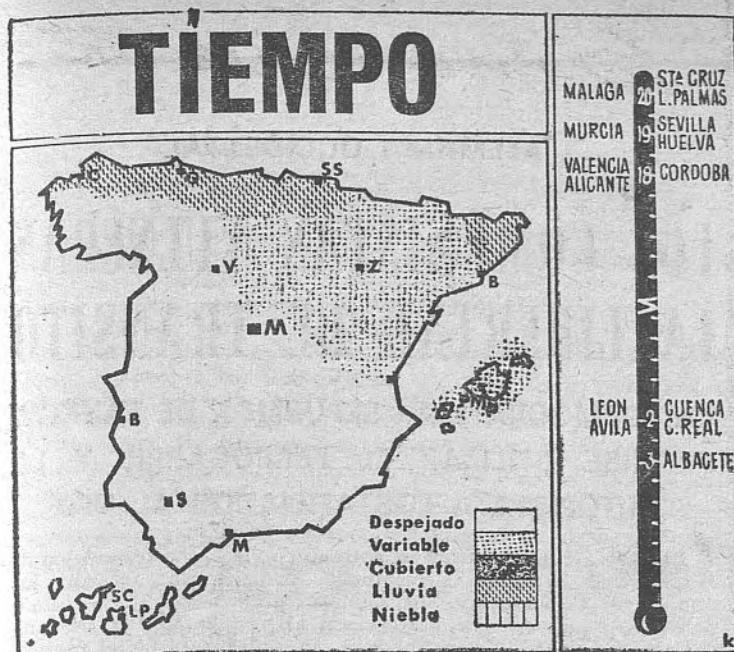 TIEMPO
C
G
SS
V
Z
B
M
B
S
M
SC
LP
Despejado
Variable
Cubierto
Lluvia
Niebla
MALAGA 20 STª CRUZ
L. PALMAS
MURCIA 19 SEVILLA
HUELVA
VALENCIA 18 CORDOBA
ALICANTE
LEON -2 CUENCA
AVILA C. REAL
-3 ALBACETE
k